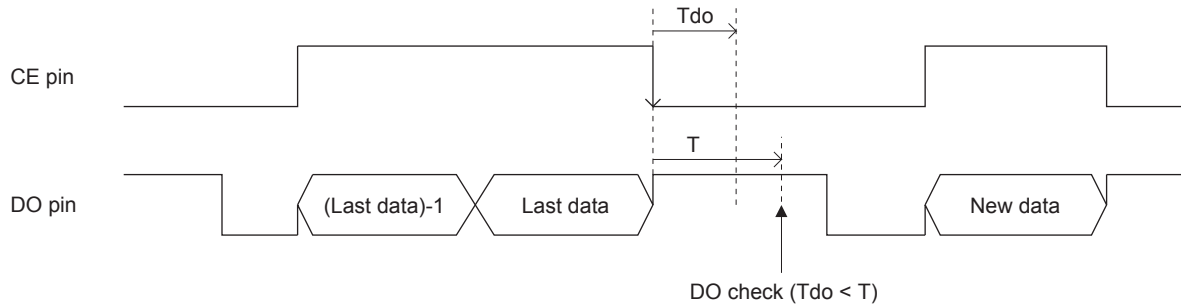 Tdo
CE pin
T
DO pin
(Last data)-1
Last data
New data
DO check (Tdo < T)